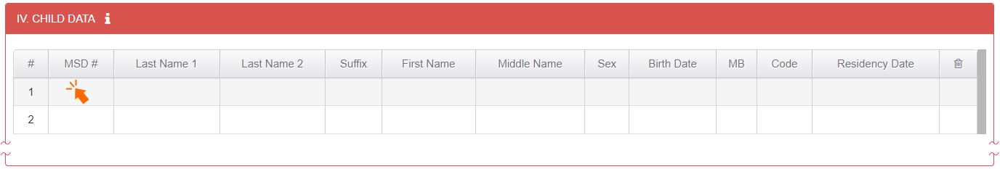 IV. CHILD DATA
# MSD # Last Name 1 Last Name 2 Suffix First Name Middle Name Sex Birth Date MB Code Residency Date
1
2